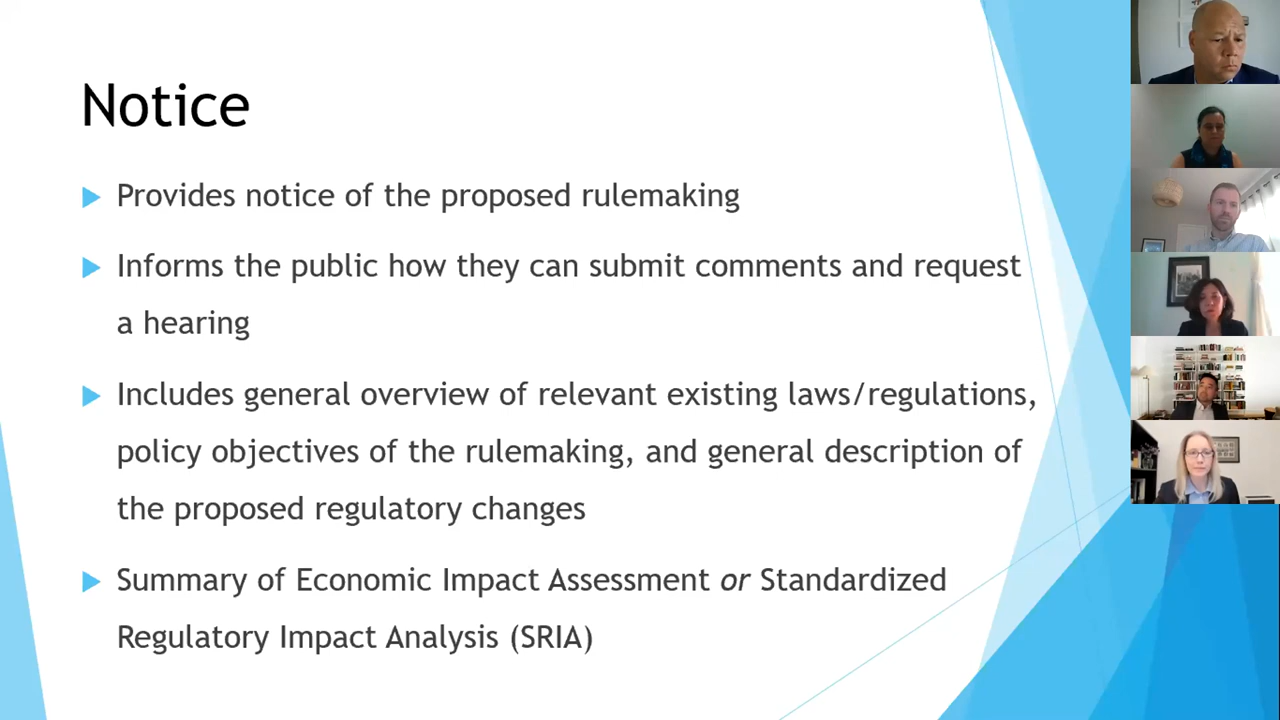 Notice
Provides notice of the proposed rulemaking
Informs the public how they can submit comments and request
a hearing
Includes general overview of relevant existing laws/regulations,
policy objectives of the rulemaking, and general description of
the proposed regulatory changes
Summary of Economic Impact Assessment or Standardized
Regulatory Impact Analysis (SRIA)